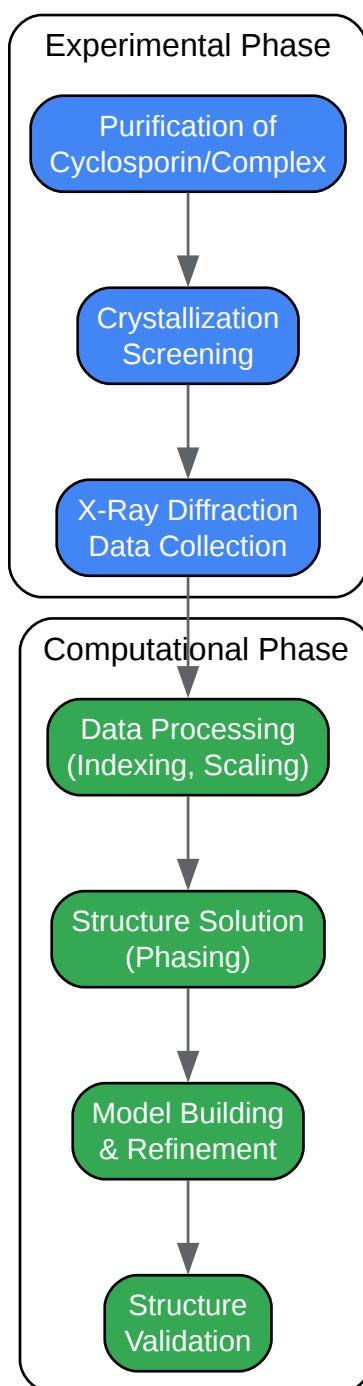 Experimental Phase
Purification of
Cyclosporin/Complex
Crystallization
Screening
X-Ray Diffraction
Data Collection
Computational Phase
Data Processing
(Indexing, Scaling)
Structure Solution
(Phasing)
Model Building
& Refinement
Structure
Validation